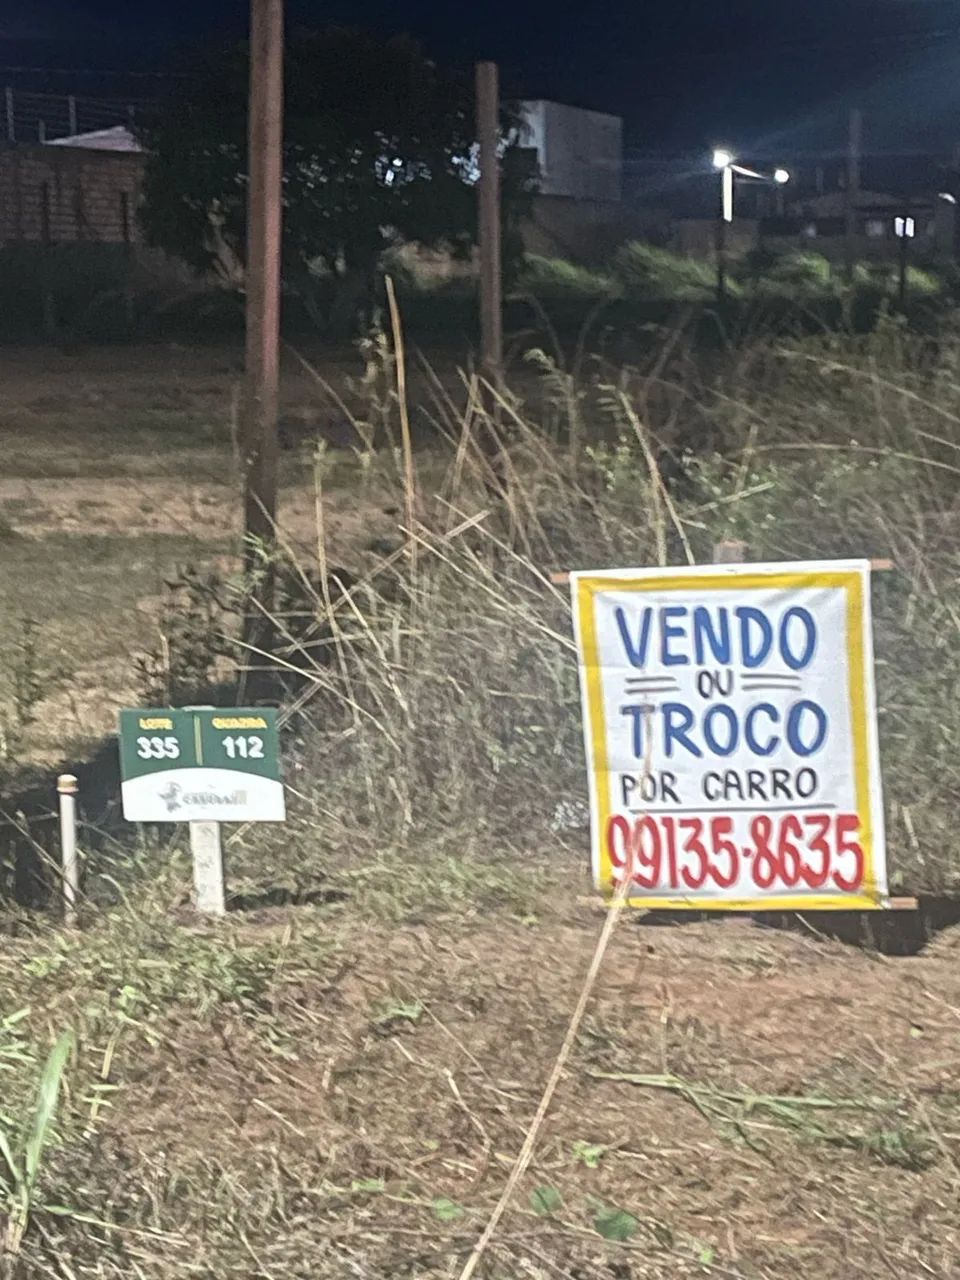 LOTE QUADRA
335 112
VENDO
OU
TROCO
POR CARRO
99135-8635